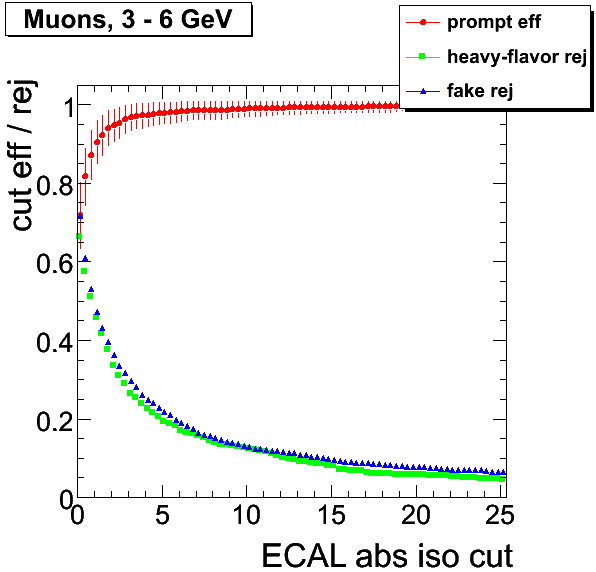 Muons, 3 - 6 GeV
prompt eff
heavy-flavor rej
fake rej
cut eff / rej
1
0.8
0.6
0.4
0.2
0
0 5 10 15 20 25
ECAL abs iso cut